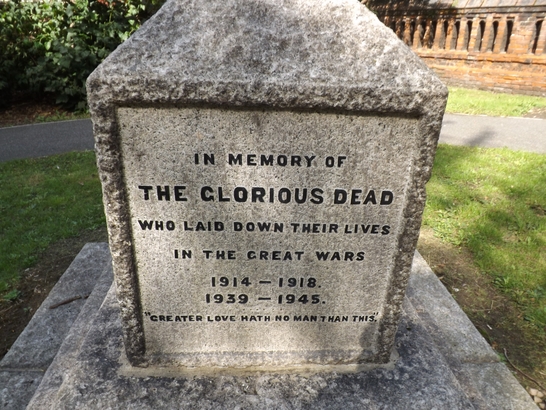 IN MEMORY OF
THE GLORIOUS DEAD
WHO LAID DOWN THEIR LIVES
IN THE GREAT WARS
1914 — 1918.
1939 — 1945.
"GREATER LOVE HATH NO MAN THAN THIS."